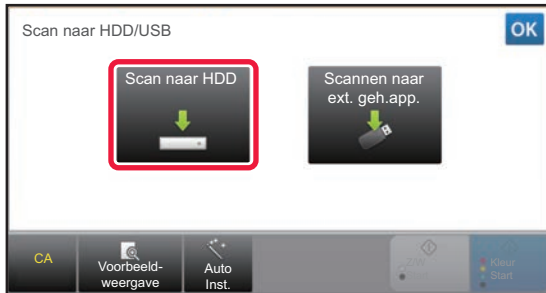 Scan naar HDD/USB
OK
Scan naar HDD
Scannen naar
ext. geh.app.
CA
Voorbeeld-
weergave
Auto
Inst.
Z/W
Start
Kleur
Start